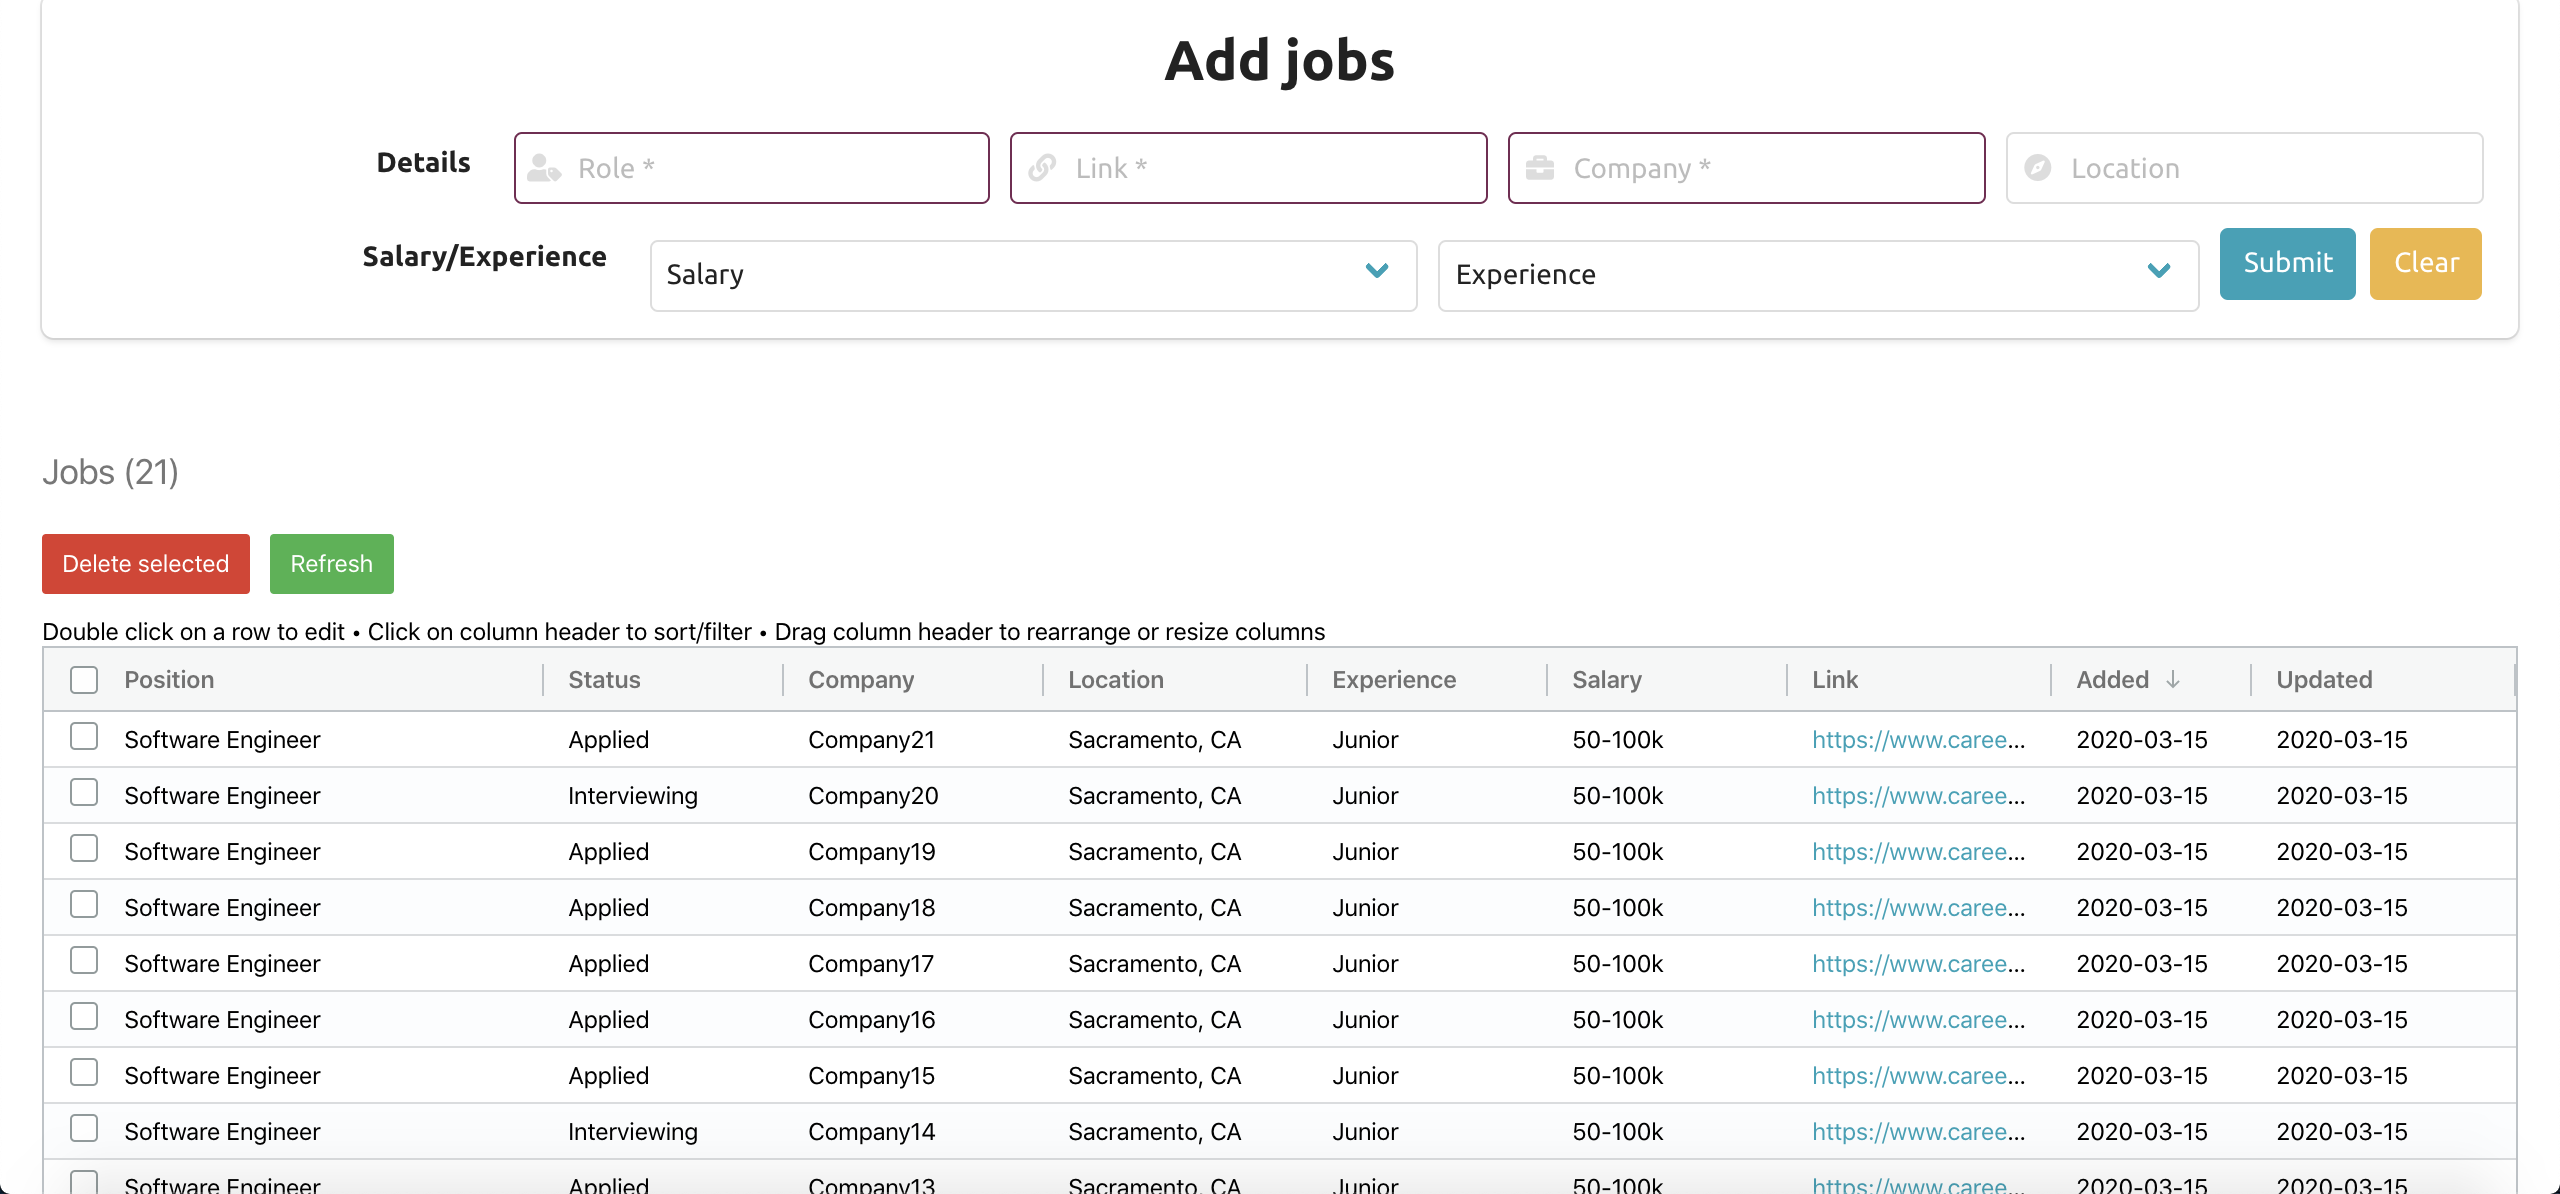 Add jobs
Details Role * Link * Company * Location
Salary/Experience Salary Experience Submit Clear
Jobs (21)
Delete selected Refresh
Double click on a row to edit • Click on column header to sort/filter • Drag column header to rearrange or resize columns
Position Status Company Location Experience Salary Link Added ↓ Updated
Software Engineer Applied Company21 Sacramento, CA Junior 50-100k https://www.caree... 2020-03-15 2020-03-15
Software Engineer Interviewing Company20 Sacramento, CA Junior 50-100k https://www.caree... 2020-03-15 2020-03-15
Software Engineer Applied Company19 Sacramento, CA Junior 50-100k https://www.caree... 2020-03-15 2020-03-15
Software Engineer Applied Company18 Sacramento, CA Junior 50-100k https://www.caree... 2020-03-15 2020-03-15
Software Engineer Applied Company17 Sacramento, CA Junior 50-100k https://www.caree... 2020-03-15 2020-03-15
Software Engineer Applied Company16 Sacramento, CA Junior 50-100k https://www.caree... 2020-03-15 2020-03-15
Software Engineer Applied Company15 Sacramento, CA Junior 50-100k https://www.caree... 2020-03-15 2020-03-15
Software Engineer Interviewing Company14 Sacramento, CA Junior 50-100k https://www.caree... 2020-03-15 2020-03-15
Software Engineer Applied Company13 Sacramento, CA Junior 50-100k https://www.caree... 2020-03-15 2020-03-15